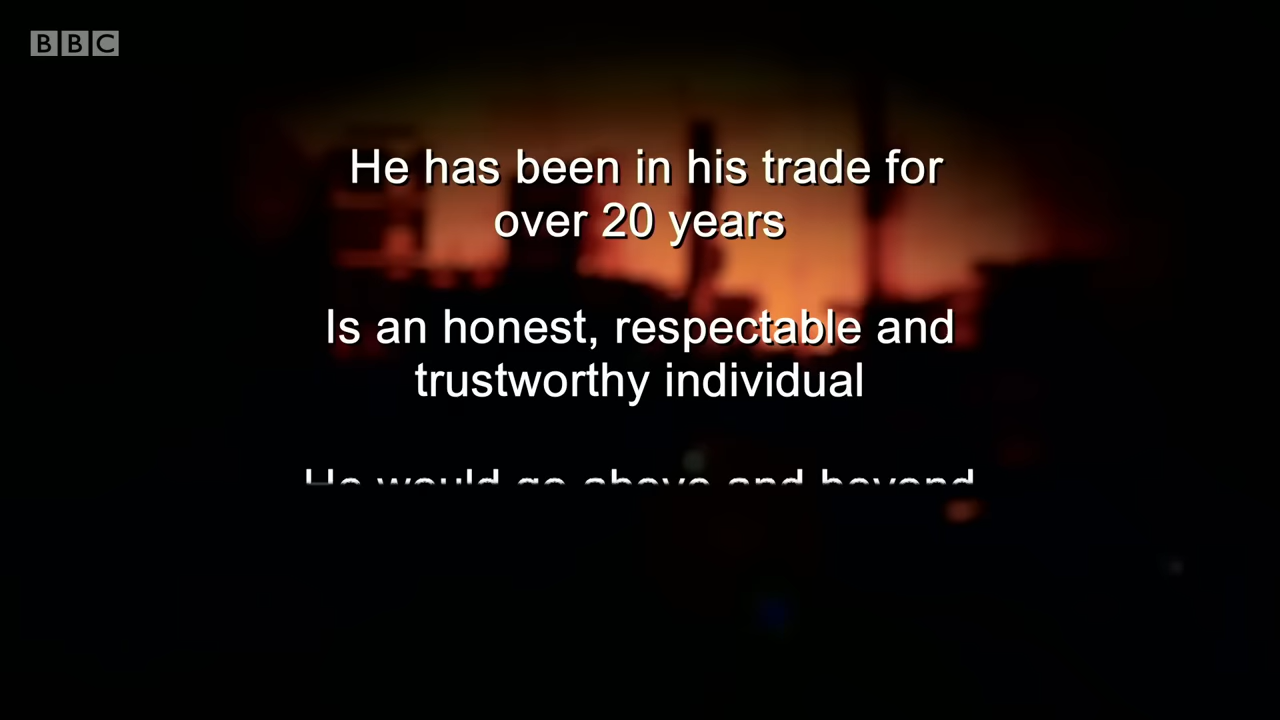 BBC
He has been in his trade for
over 20 years
Is an honest, respectable and
trustworthy individual
He would go above and beyond